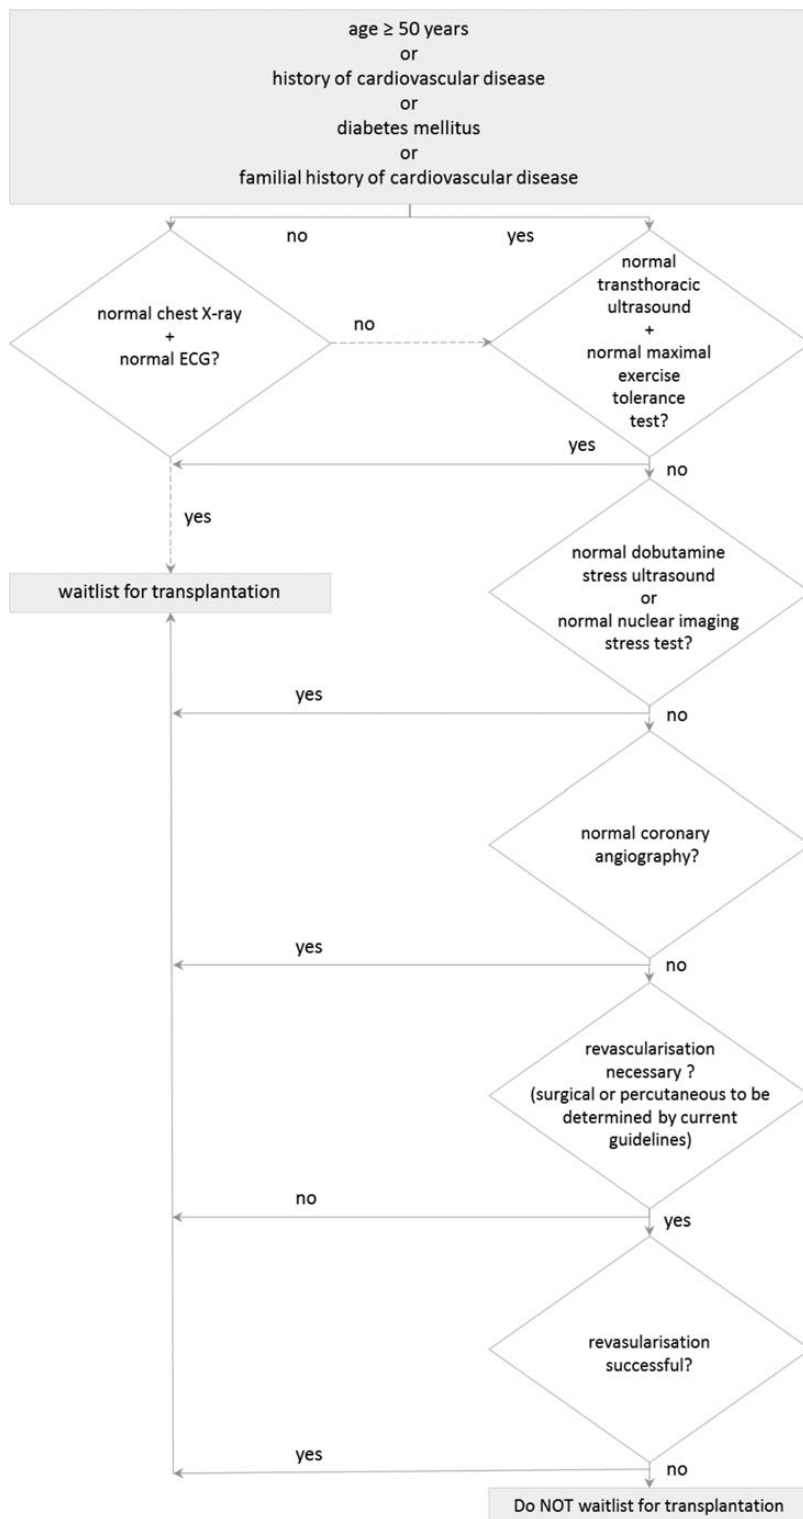 age ≥ 50 years
or
history of cardiovascular disease
or
diabetes mellitus
or
familial history of cardiovascular disease
no
yes
normal chest X-ray
+
normal ECG?
no
normal
transthoracic
ultrasound
+
normal maximal
exercise
tolerance
test?
yes
no
yes
normal dobutamine
stress ultrasound
or
normal nuclear imaging
stress test?
waitlist for transplantation
yes
no
normal coronary
angiography?
yes
no
revascularisation
necessary ?
(surgical or percutaneous to be
determined by current
guidelines)
no
yes
revasularisation
successful?
yes
no
Do NOT waitlist for transplantation